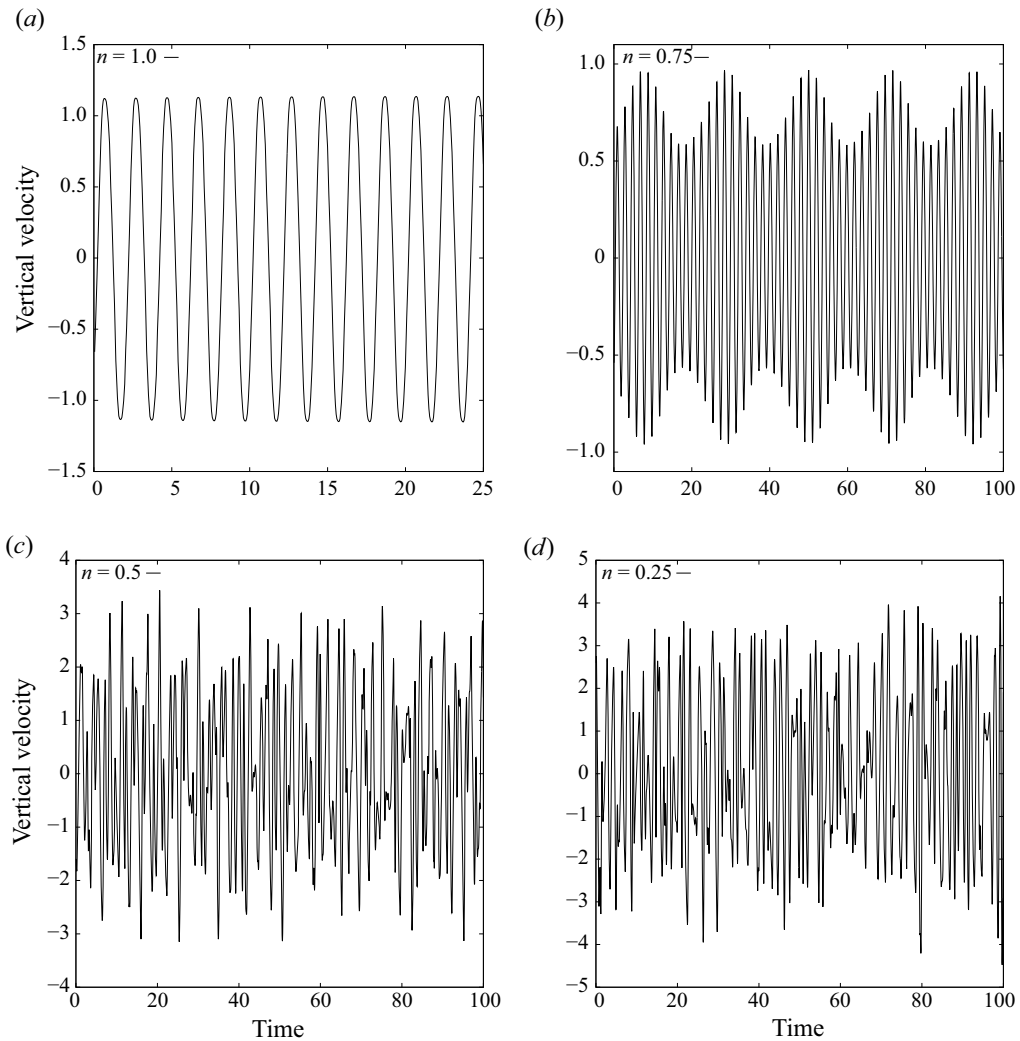 (a)
n = 1.0
1.5
1.0
0.5
0
−0.5
−1.0
−1.5
0 5 10 15 20 25
Vertical velocity
(b)
n = 0.75
1.0
0.5
0
−0.5
−1.0
0 20 40 60 80 100
(c)
n = 0.5
4
3
2
1
0
−1
−2
−3
−4
0 20 40 60 80 100
Vertical velocity
Time
(d)
n = 0.25
5
4
3
2
1
0
−1
−2
−3
−4
−5
0 20 40 60 80 100
Time